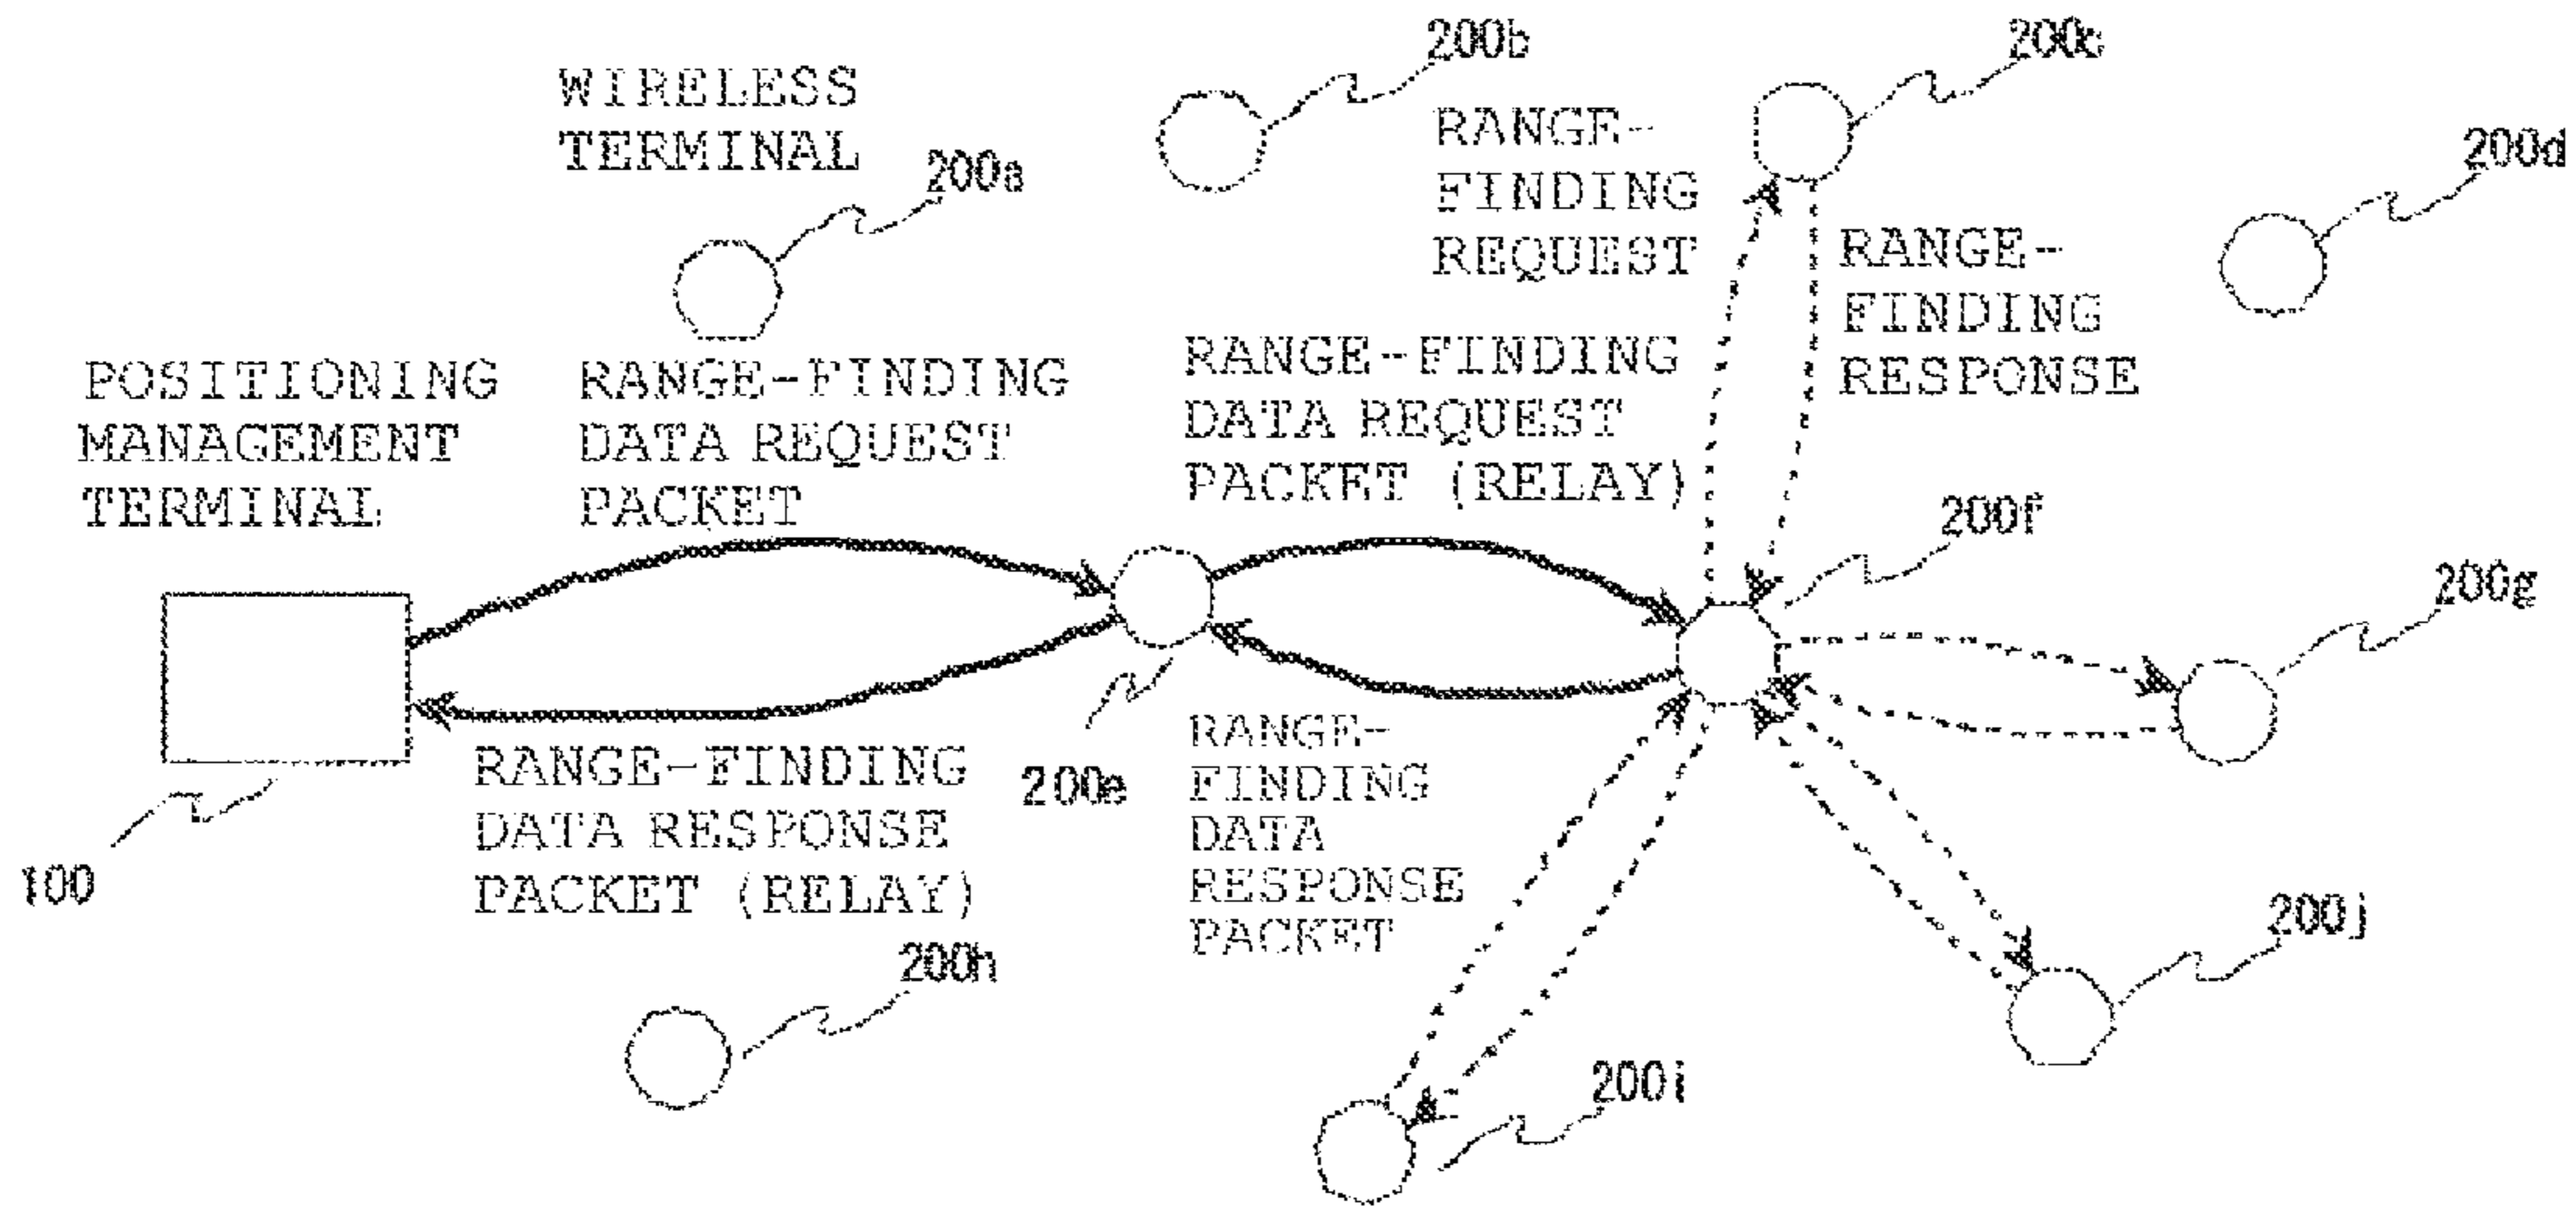 200b
200c
WIRELESS
TERMINAL
200a
RANGE-
FINDING
REQUEST
200d
RANGE-
FINDING
RESPONSE
POSITIONING
MANAGEMENT
TERMINAL
RANGE-FINDING
DATA REQUEST
PACKET
RANGE-FINDING
DATA REQUEST
PACKET (RELAY)
200f
200g
RANGE-FINDING
DATA RESPONSE
PACKET (RELAY)
200e
RANGE-
FINDING
DATA
RESPONSE
PACKET
100
200j
200h
200i